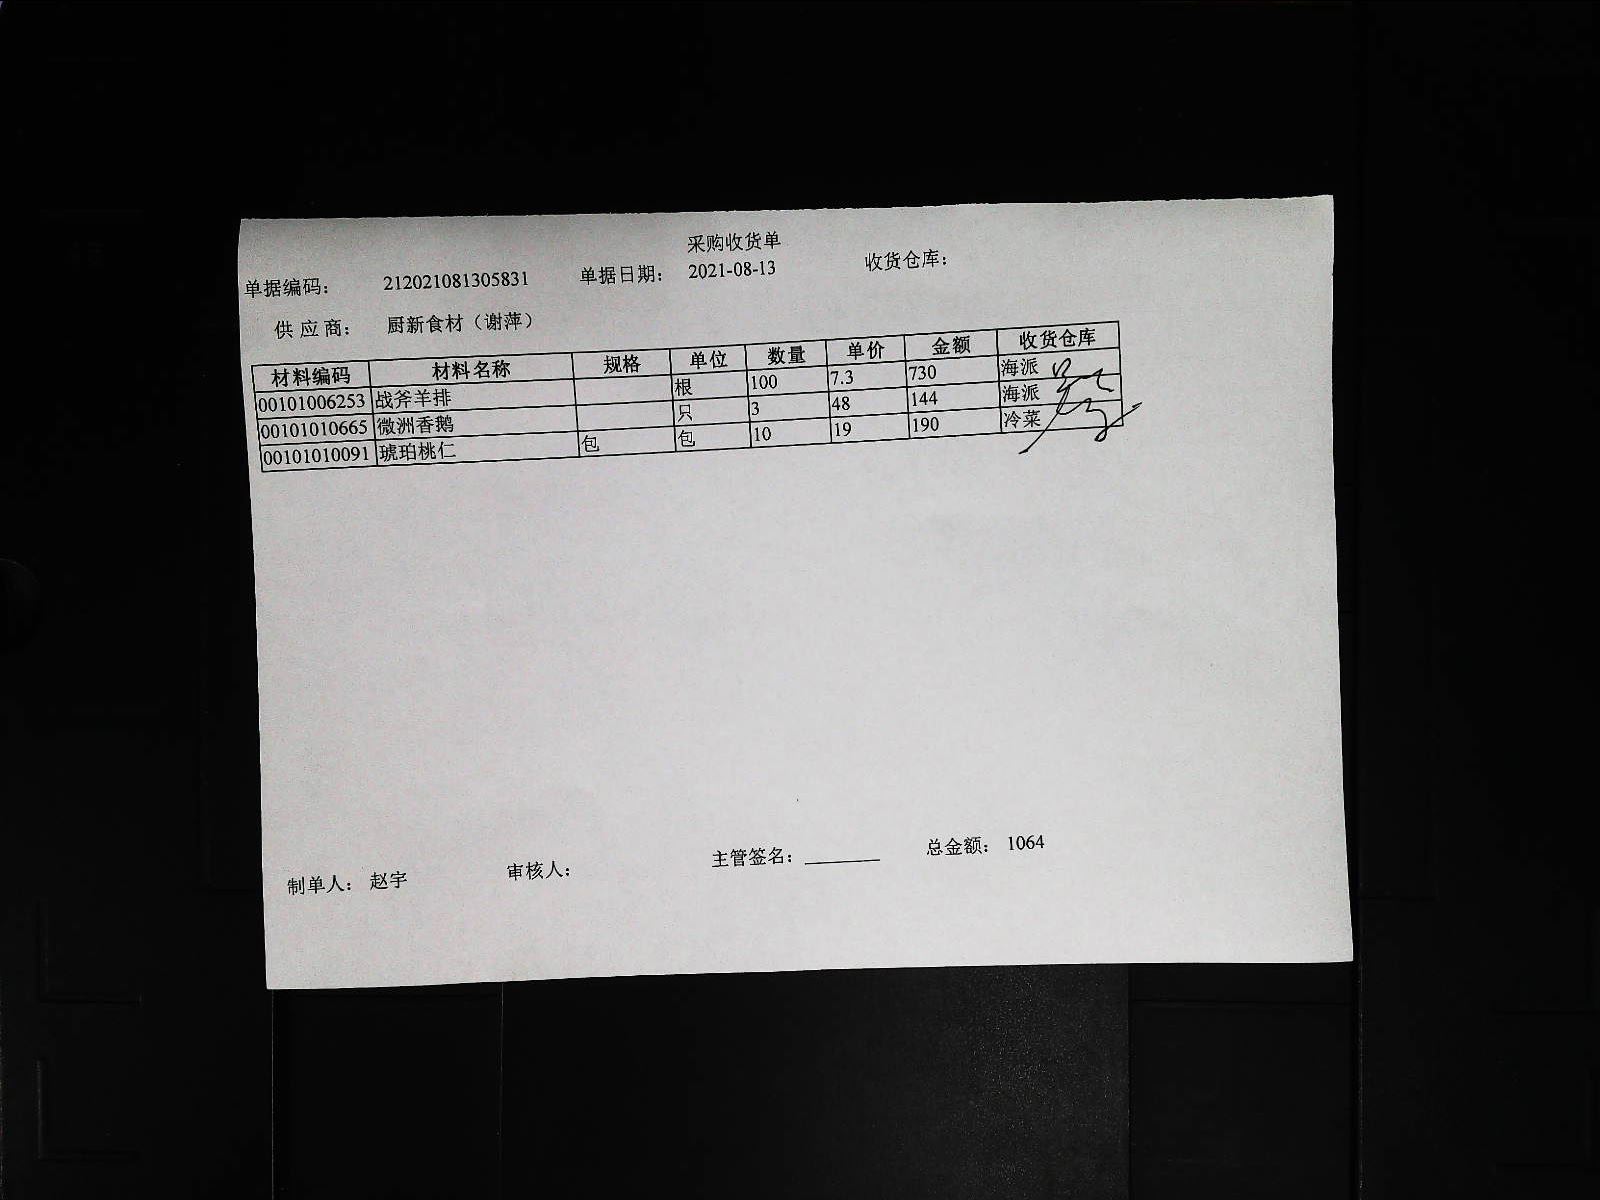 采购收货单
单据编码： 212021081305831 单据日期： 2021-08-13 收货仓库：
供 应 商： 厨新食材（谢萍）
材料编码 材料名称 规格 单位 数量 单价 金额 收货仓库
00101006253 战斧羊排 根 100 7.3 730 海派
00101010665 微洲香鹅 只 3 48 144 海派
00101010091 琥珀桃仁 包 包 10 19 190 冷菜
制单人： 赵宇 审核人： 主管签名： 总金额： 1064